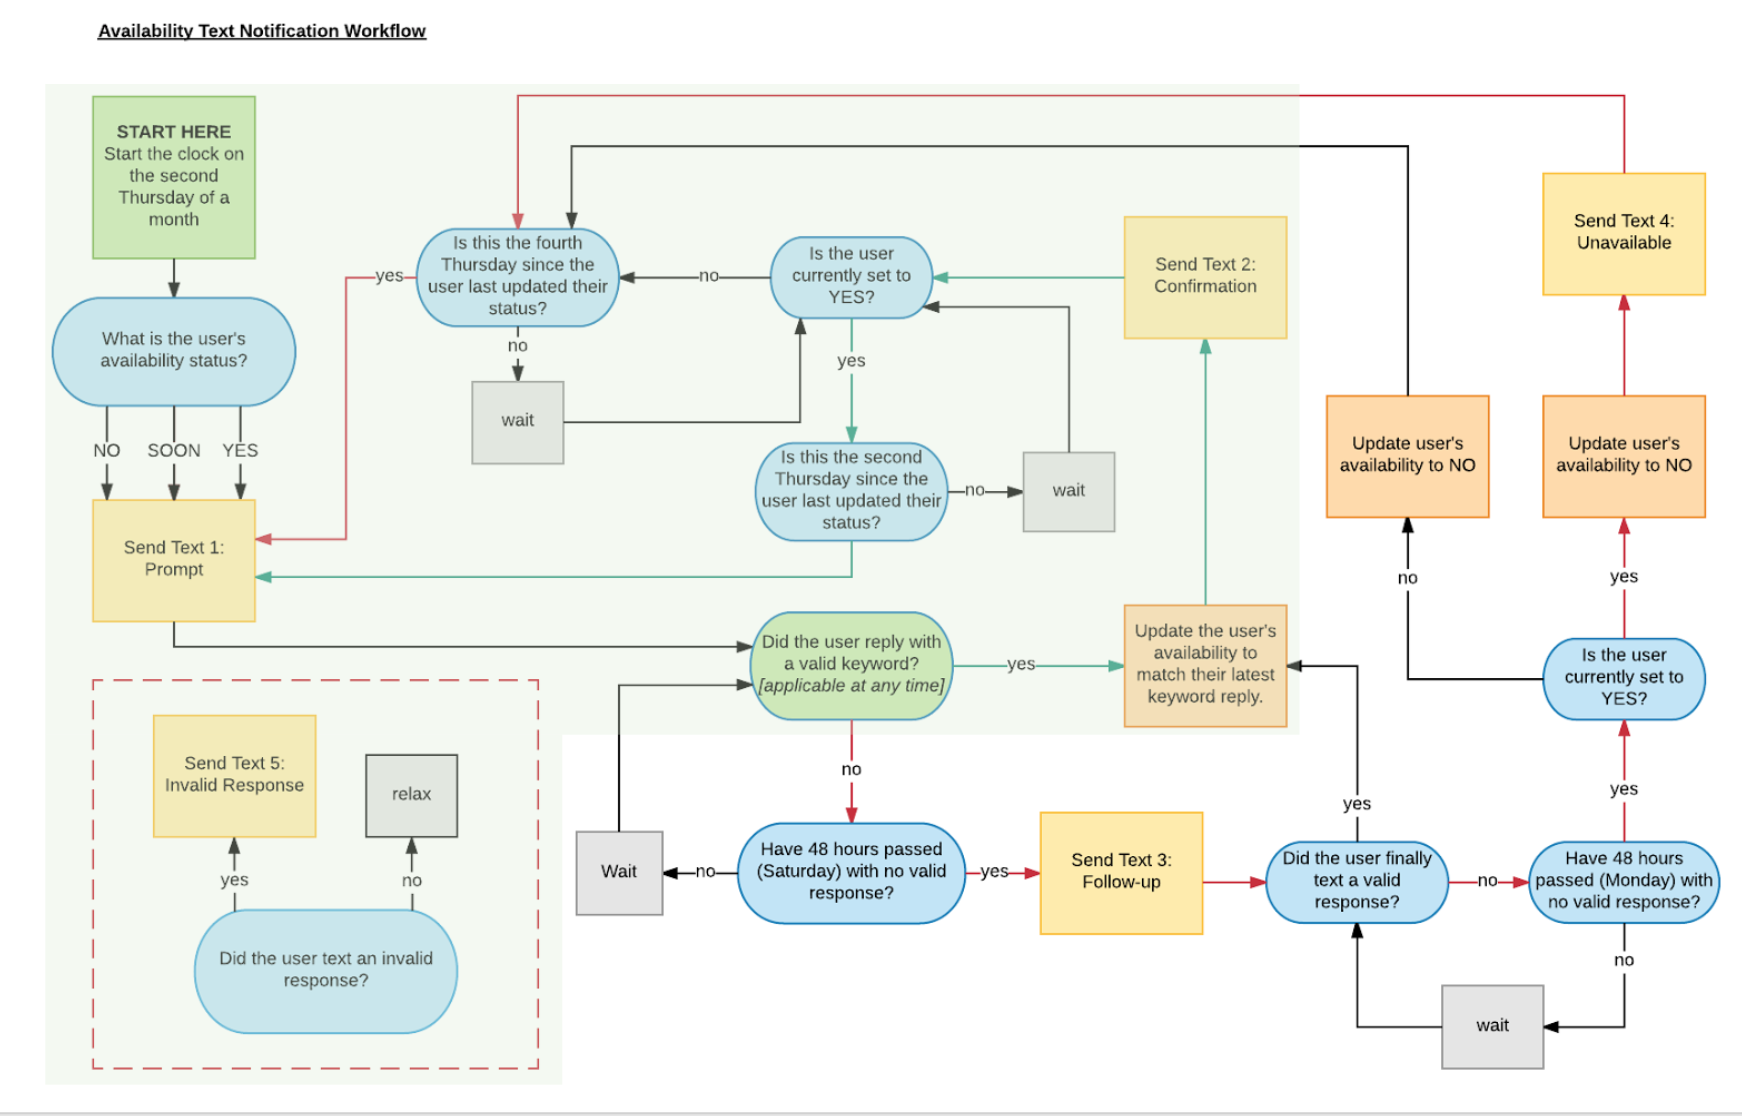 Availability Text Notification Workflow
START HERE
Start the clock on
the second
Thursday of a
month
What is the user's
availability status?
NO
SOON
YES
Send Text 1:
Prompt
Is this the fourth
Thursday since the
user last updated their
status?
yes
no
wait
no
Is the user
currently set to
YES?
yes
Is this the second
Thursday since the
user last updated their
status?
no
wait
Send Text 2:
Confirmation
Did the user reply with
a valid keyword?
[applicable at any time]
yes
Update the user's
availability to
match their latest
keyword reply.
no
Have 48 hours passed
(Saturday) with no valid
response?
no
Wait
yes
Send Text 3:
Follow-up
Did the user finally
text a valid
response?
yes
no
Have 48 hours
passed (Monday) with
no valid response?
no
wait
yes
Is the user
currently set to
YES?
no
Update user's
availability to NO
yes
Update user's
availability to NO
Send Text 4:
Unavailable
Send Text 5:
Invalid Response
relax
yes
no
Did the user text an invalid
response?